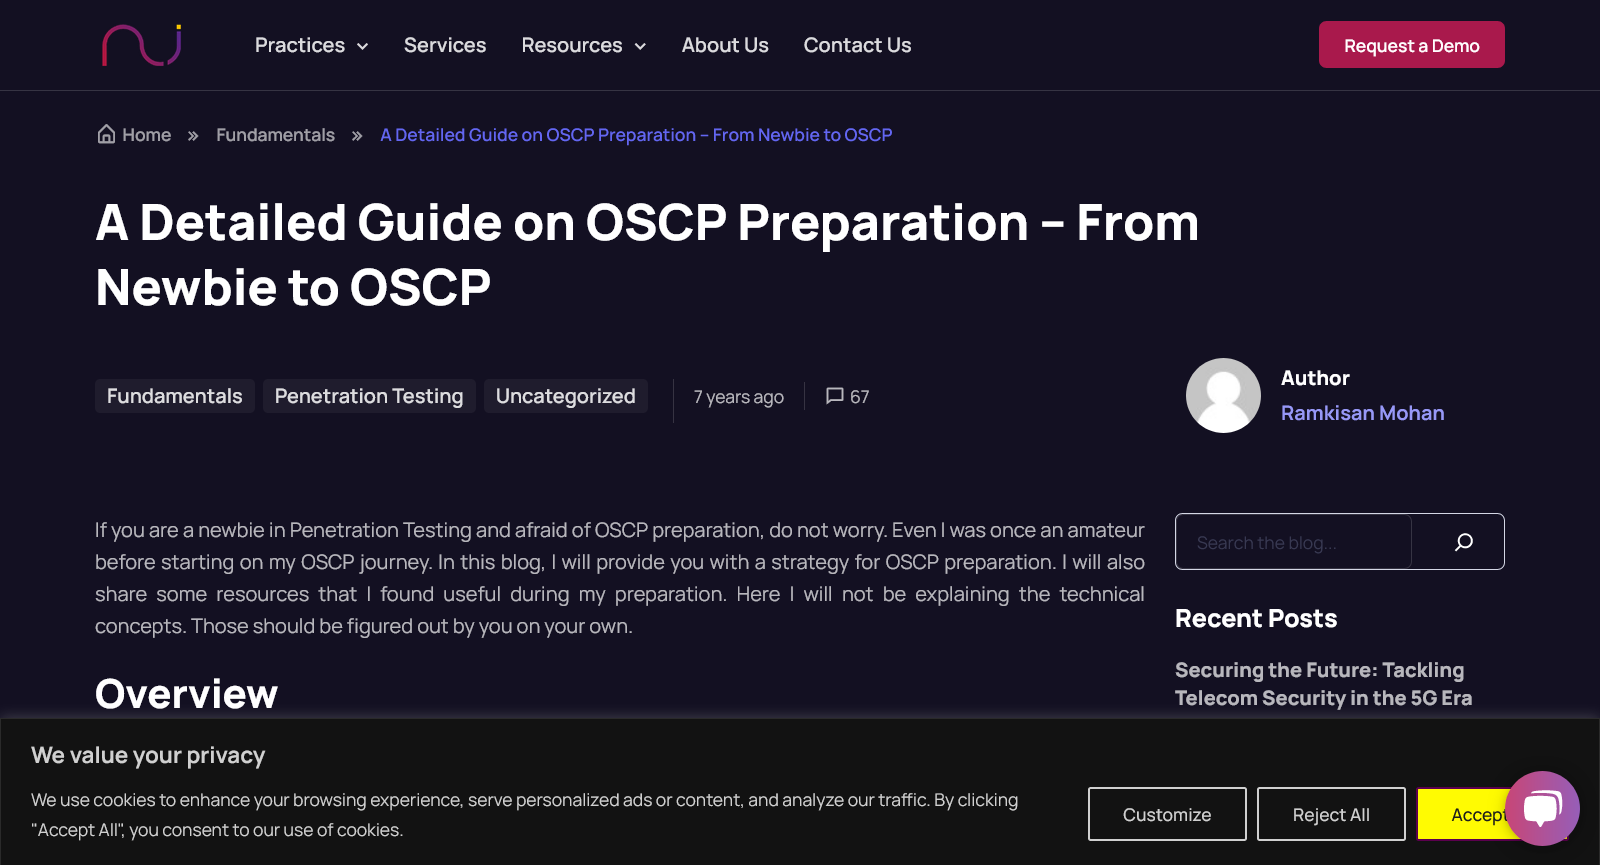 Practices
Services
Resources
About Us
Contact Us
Request a Demo
Home » Fundamentals » A Detailed Guide on OSCP Preparation – From Newbie to OSCP
A Detailed Guide on OSCP Preparation – From
Newbie to OSCP
Fundamentals
Penetration Testing
Uncategorized
7 years ago
67
Author
Ramkisan Mohan
If you are a newbie in Penetration Testing and afraid of OSCP preparation, do not worry. Even I was once an amateur
before starting on my OSCP journey. In this blog, I will provide you with a strategy for OSCP preparation. I will also
share some resources that I found useful during my preparation. Here I will not be explaining the technical
concepts. Those should be figured out by you on your own.
Overview
Search the blog...
Recent Posts
Securing the Future: Tackling
Telecom Security in the 5G Era
We value your privacy
We use cookies to enhance your browsing experience, serve personalized ads or content, and analyze our traffic. By clicking
"Accept All", you consent to our use of cookies.
Customize
Reject All
Accept